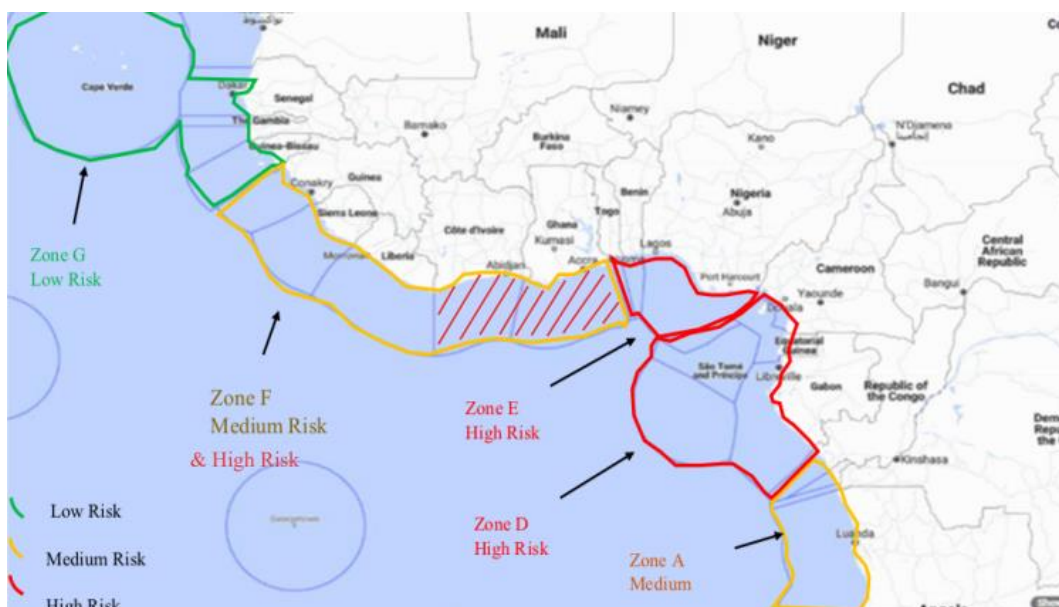 Mali
Niger
Chad
Cape Verde
Dakar
Senegal
The Gambia
Guinea-Bissau
Bamako
Niamey
Burkina
Faso
Kano
N'Djamena
إنجامينا
Guinea
Conakry
Sierra Leone
Liberia
Côte d'Ivoire
Abidjan
Ghana
Kumasi
Accra
Togo
Benin
Nigeria
Abuja
Lagos
Port Harcourt
Cameroon
Yaounde
Douala
Central
African
Republic
Bangui
Equatorial
Guinea
São Tomé
and Príncipe
Libreville
Gabon
Republic of
the Congo
Kinshasa
Luanda
Zone G
Low Risk
Zone F
Medium Risk
& High Risk
Zone E
High Risk
Zone D
High Risk
Zone A
Medium
Low Risk
Medium Risk
High Risk